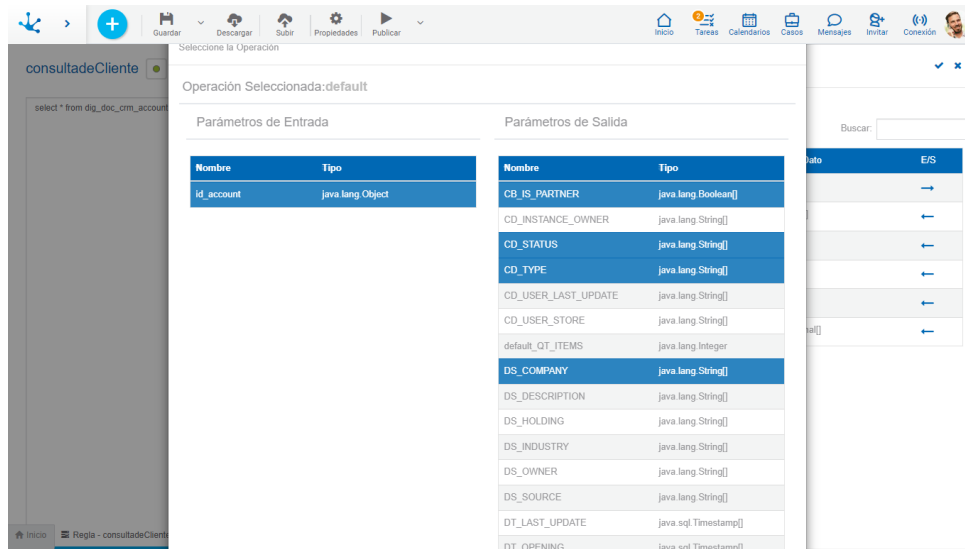 Guardar
Descargar
Subir
Propiedades
Publicar
Inicio
2
Tareas
Calendarios
Casos
Mensajes
Invitar
Conexión
Seleccione la Operación
consultadeCliente
Operación Seleccionada:default
select * from dig_doc_crm_account
Parámetros de Entrada
Parámetros de Salida
Buscar:
Nombre Tipo
id_account java.lang.Object
Nombre Tipo
CB_IS_PARTNER java.lang.Boolean[]
CD_INSTANCE_OWNER java.lang.String[]
CD_STATUS java.lang.String[]
CD_TYPE java.lang.String[]
CD_USER_LAST_UPDATE java.lang.String[]
CD_USER_STORE java.lang.String[]
default_QT_ITEMS java.lang.Integer
DS_COMPANY java.lang.String[]
DS_DESCRIPTION java.lang.String[]
DS_HOLDING java.lang.String[]
DS_INDUSTRY java.lang.String[]
DS_OWNER java.lang.String[]
DS_SOURCE java.lang.String[]
DT_LAST_UPDATE java.sql.Timestamp[]
DT_OPENING java.sql.Timestamp[]
Dato E/S
]
nal[]
Inicio
Regla - consultadeCliente